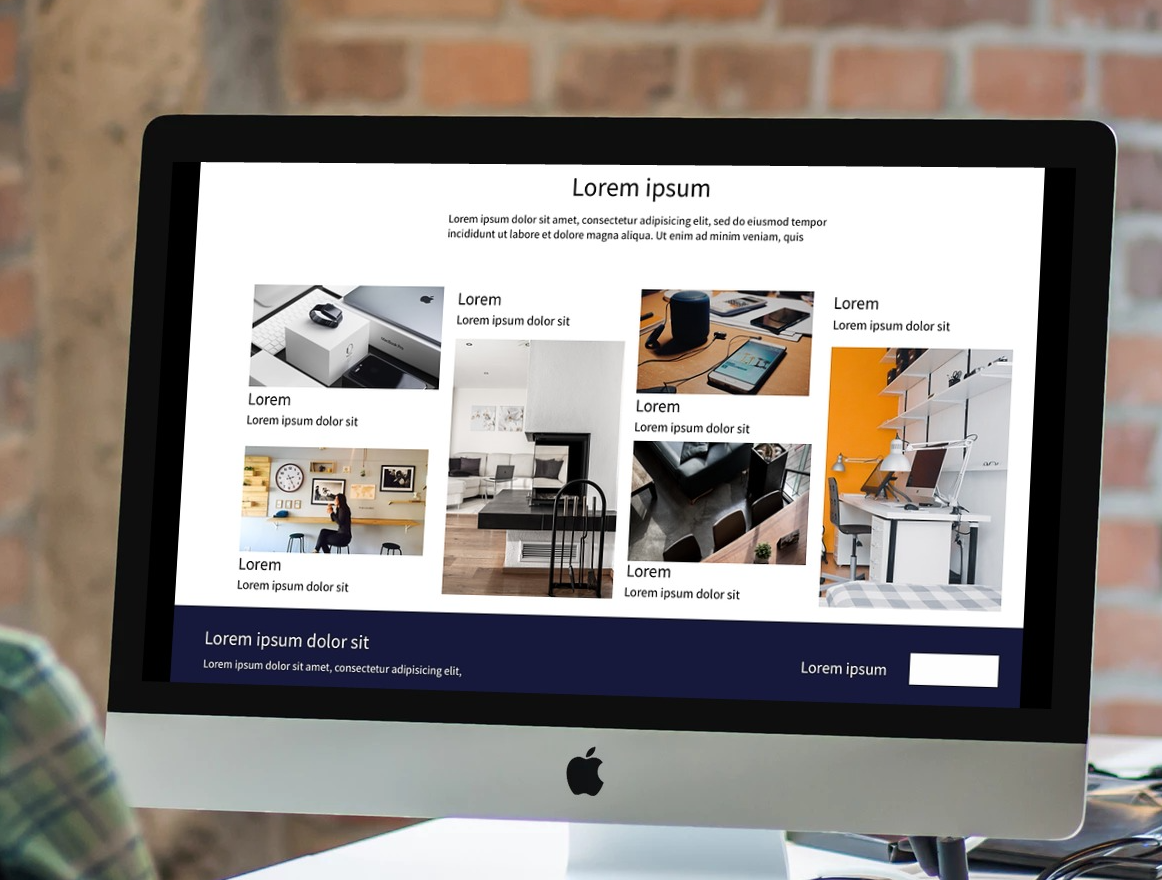 Lorem ipsum
Lorem ipsum dolor sit amet, consectetur adipisicing elit, sed do eiusmod tempor
incididunt ut labore et dolore magna aliqua. Ut enim ad minim veniam, quis
MacBook Pro
Lorem
Lorem ipsum dolor sit
Lorem
Lorem ipsum dolor sit
Lorem
Lorem ipsum dolor sit
Lorem
Lorem ipsum dolor sit
Lorem
Lorem ipsum dolor sit
Lorem
Lorem ipsum dolor sit
Lorem ipsum dolor sit
Lorem ipsum dolor sit amet, consectetur adipisicing elit,
Lorem ipsum